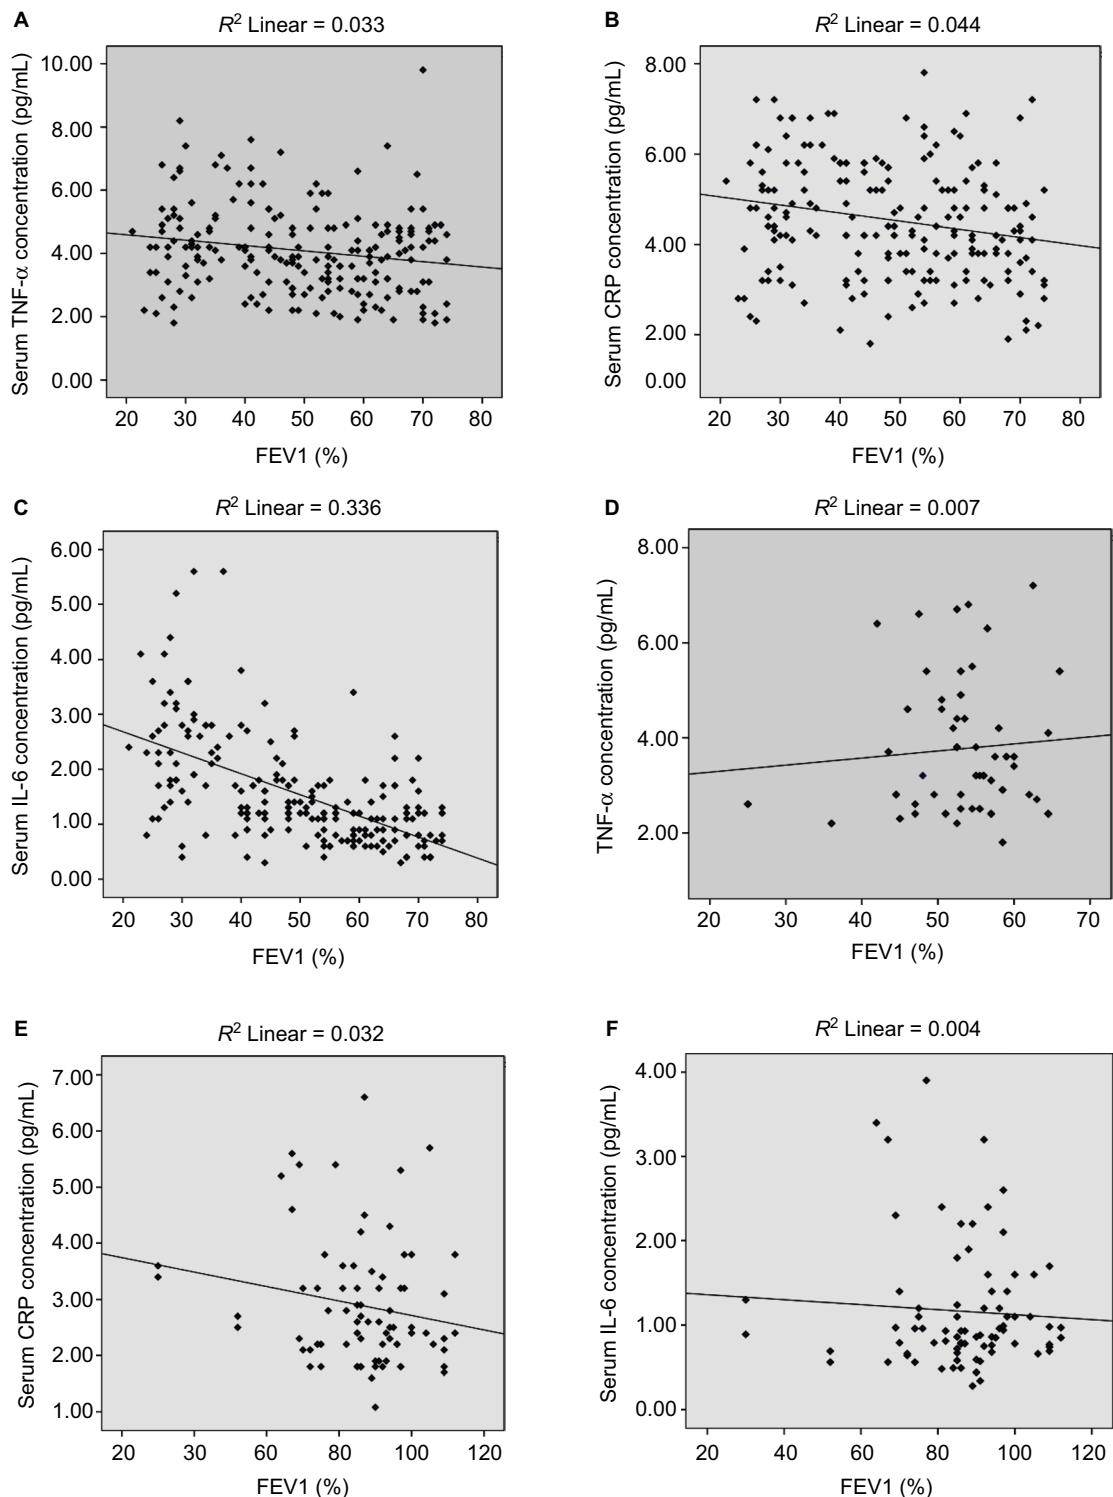 A
R² Linear = 0.033
Serum TNF-α concentration (pg/mL)
10.00
8.00
6.00
4.00
2.00
0.00
20 30 40 50 60 70 80
FEV1 (%)
B
R² Linear = 0.044
Serum CRP concentration (pg/mL)
8.00
6.00
4.00
2.00
0.00
20 30 40 50 60 70 80
FEV1 (%)
C
R² Linear = 0.336
Serum IL-6 concentration (pg/mL)
6.00
5.00
4.00
3.00
2.00
1.00
0.00
20 30 40 50 60 70 80
FEV1 (%)
D
R² Linear = 0.007
TNF-α concentration (pg/mL)
8.00
6.00
4.00
2.00
20 30 40 50 60 70
FEV1 (%)
E
R² Linear = 0.032
Serum CRP concentration (pg/mL)
7.00
6.00
5.00
4.00
3.00
2.00
1.00
20 40 60 80 100 120
FEV1 (%)
F
R² Linear = 0.004
Serum IL-6 concentration (pg/mL)
4.00
3.00
2.00
1.00
0.00
20 40 60 80 100 120
FEV1 (%)